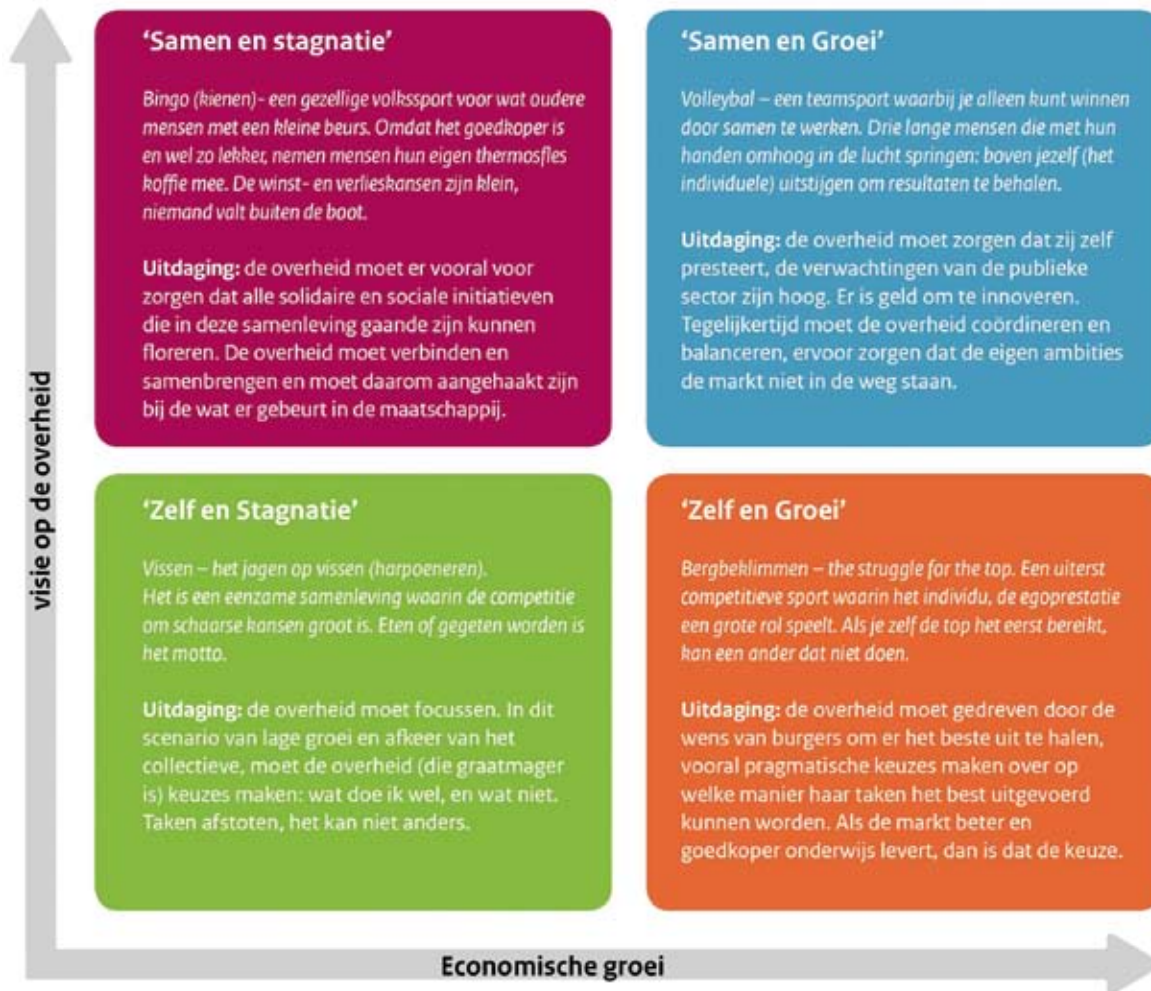 ‘Samen en stagnatie’
Bingo (kienen)- een gezellige volkssport voor wat oudere
mensen met een kleine beurs. Omdat het goedkoper is
en wel zo lekker, nemen mensen hun eigen thermosfles
koffie mee. De winst- en verlieskansen zijn klein,
niemand valt buiten de boot.
Uitdaging: de overheid moet er vooral voor
zorgen dat alle solidaire en sociale initiatieven
die in deze samenleving gaande zijn kunnen
floreren. De overheid moet verbinden en
samenbrengen en moet daarom aangehaakt zijn
bij de wat er gebeurt in de maatschappij.
‘Samen en Groei’
Volleybal – een teamsport waarbij je alleen kunt winnen
door samen te werken. Drie lange mensen die met hun
handen omhoog in de lucht springen: boven jezelf (het
individuele) uitstijgen om resultaten te behalen.
Uitdaging: de overheid moet zorgen dat zij zelf
presteert, de verwachtingen van de publieke
sector zijn hoog. Er is geld om te innoveren.
Tegelijkertijd moet de overheid coördineren en
balanceren, ervoor zorgen dat de eigen ambities
de markt niet in de weg staan.
visie op de overheid
‘Zelf en Stagnatie’
Vissen – het jagen op vissen (harpoeneren).
Het is een eenzame samenleving waarin de competitie
om schaarse kansen groot is. Eten of gegeten worden is
het motto.
Uitdaging: de overheid moet focussen. In dit
scenario van lage groei en afkeer van het
collectieve, moet de overheid (die graatmager
is) keuzes maken: wat doe ik wel, en wat niet.
Taken afstoten, het kan niet anders.
‘Zelf en Groei’
Bergbeklimmen – the struggle for the top. Een uiterst
competitieve sport waarin het individu, de egoprestatie
een grote rol speelt. Als je zelf de top het eerst bereikt,
kan een ander dat niet doen.
Uitdaging: de overheid moet gedreven door de
wens van burgers om er het beste uit te halen,
vooral pragmatische keuzes maken over op
welke manier haar taken het best uitgevoerd
kunnen worden. Als de markt beter en
goedkoper onderwijs levert, dan is dat de keuze.
Economische groei